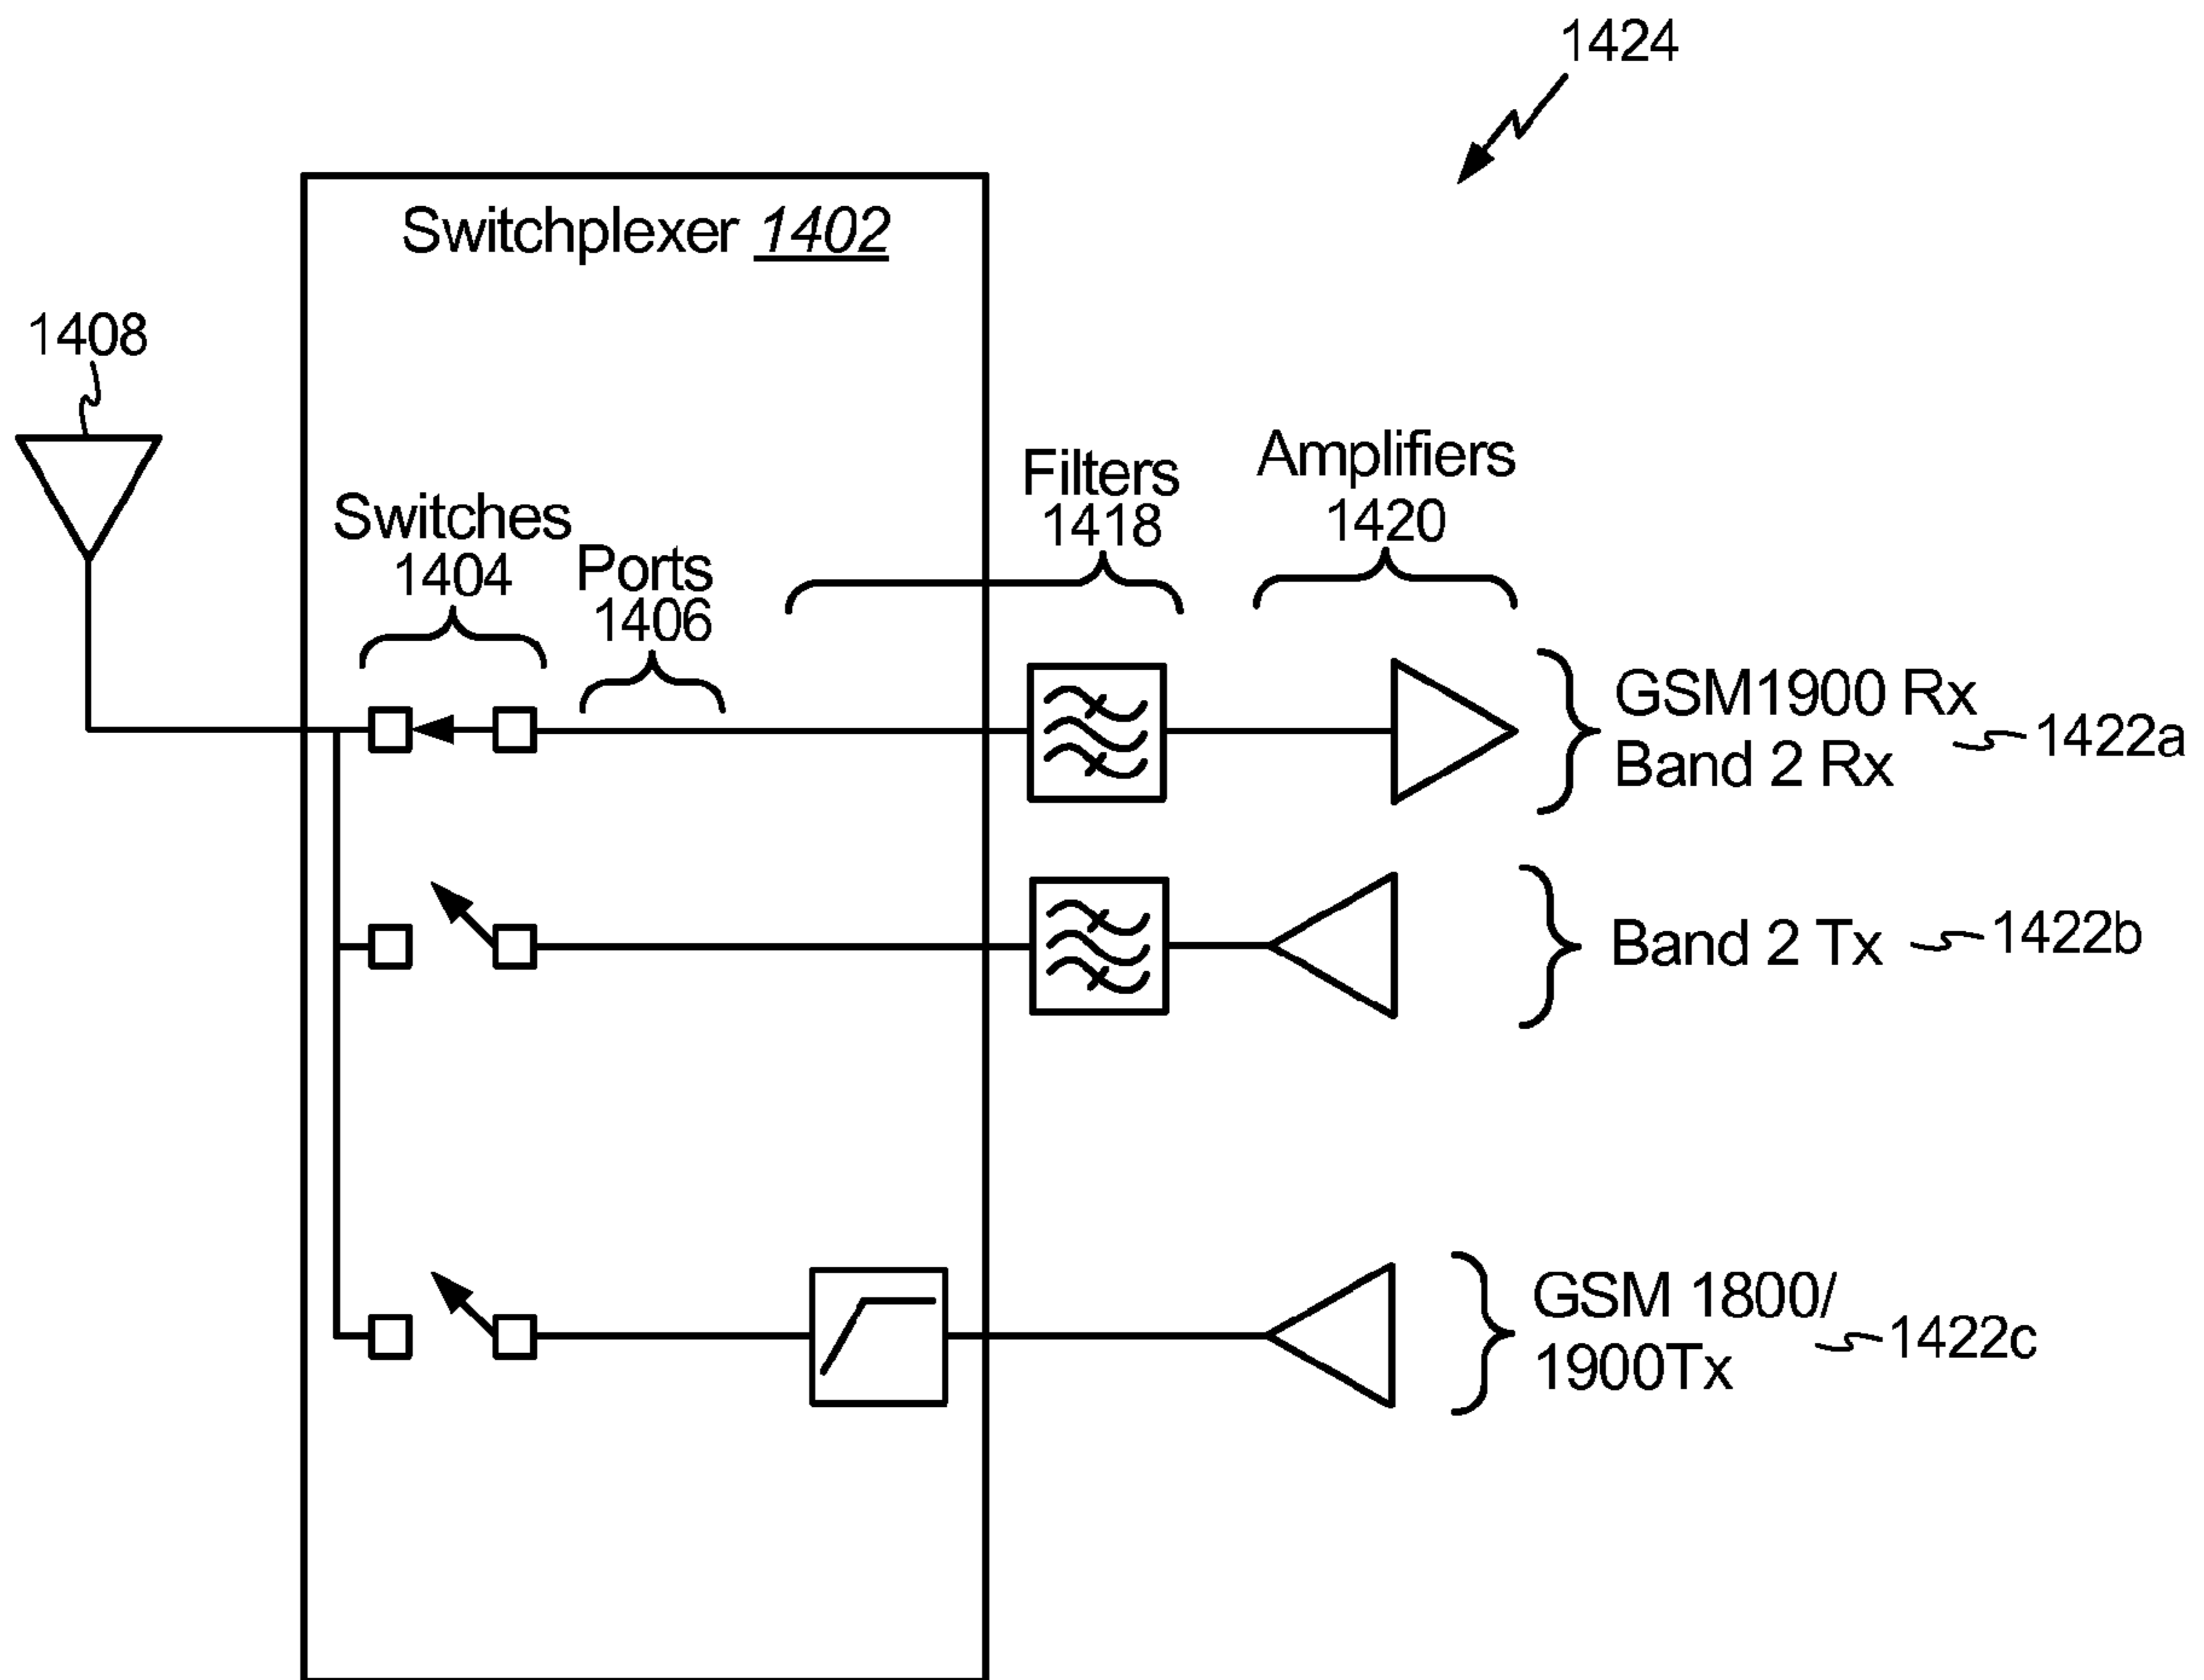 1424
Switchplexer 1402
1408
Switches
1404
Ports
1406
Filters
1418
Amplifiers
1420
GSM1900 Rx
Band 2 Rx
1422a
Band 2 Tx
1422b
GSM 1800/
1900Tx
1422c